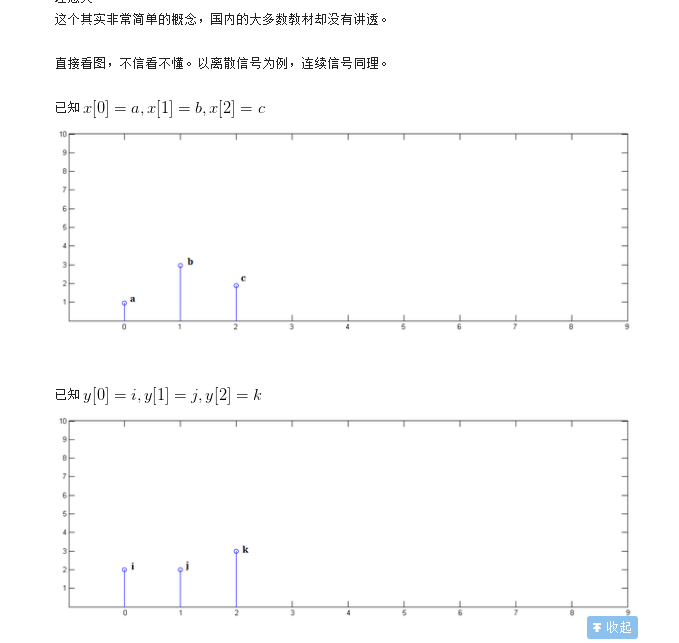 这个其实非常简单的概念，国内的大多数教材却没有讲透。
直接看图，不信看不懂。以离散信号为例，连续信号同理。
已知 x[0] = a, x[1] = b, x[2] = c
10
9
8
7
6
5
4
3
2
1
a
b
c
0 1 2 3 4 5 6 7 8 9
已知 y[0] = i, y[1] = j, y[2] = k
10
9
8
7
6
5
4
3
2
1
i
j
k
0 1 2 3 4 5 6 7 8 9
收起